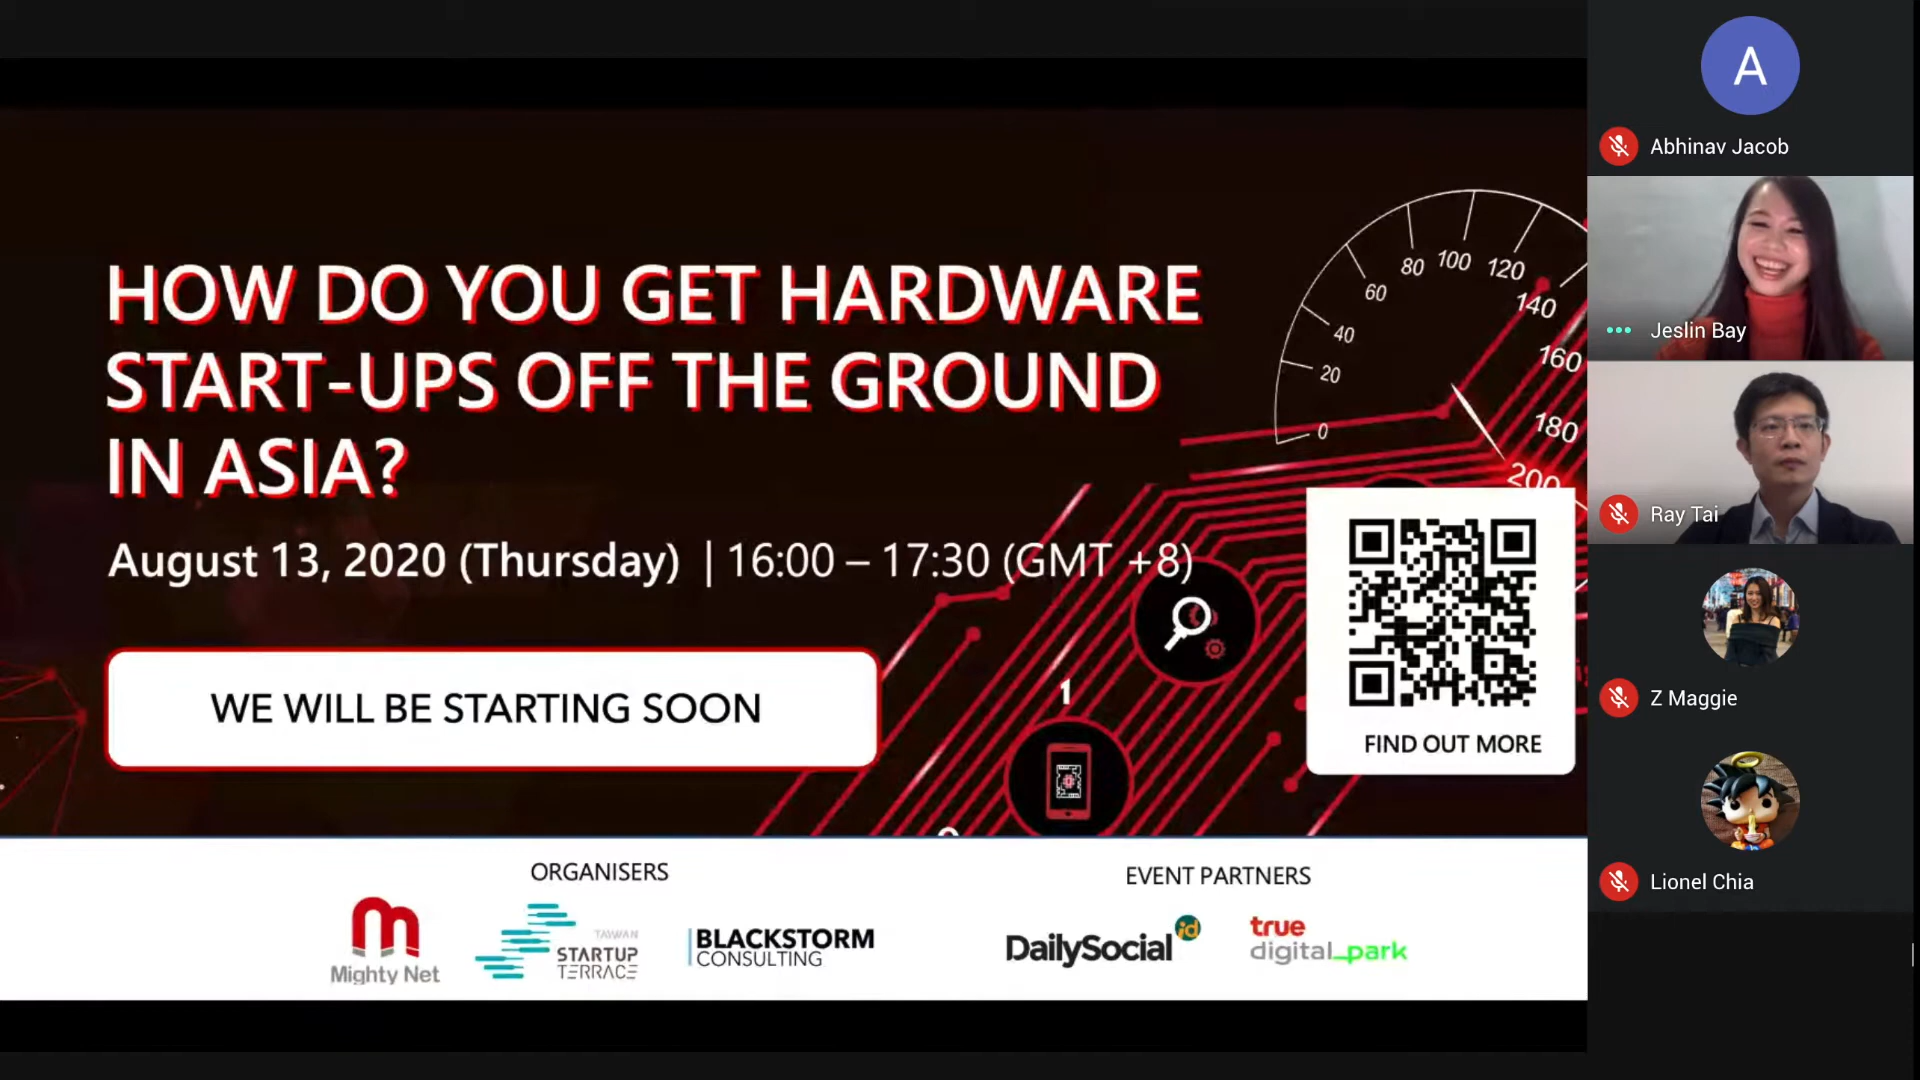 HOW DO YOU GET HARDWARE
START-UPS OFF THE GROUND
IN ASIA?
August 13, 2020 (Thursday) | 16:00 – 17:30 (GMT +8)
WE WILL BE STARTING SOON
0
20
40
60
80
100
120
140
160
180
200
1
FIND OUT MORE
ORGANISERS
m
Mighty Net
TAIWAN
STARTUP
TERRACE
BLACKSTORM
CONSULTING
EVENT PARTNERS
DailySocial id
true
digital_park
A
Abhinav Jacob
Jeslin Bay
Ray Tai
Z Maggie
Lionel Chia